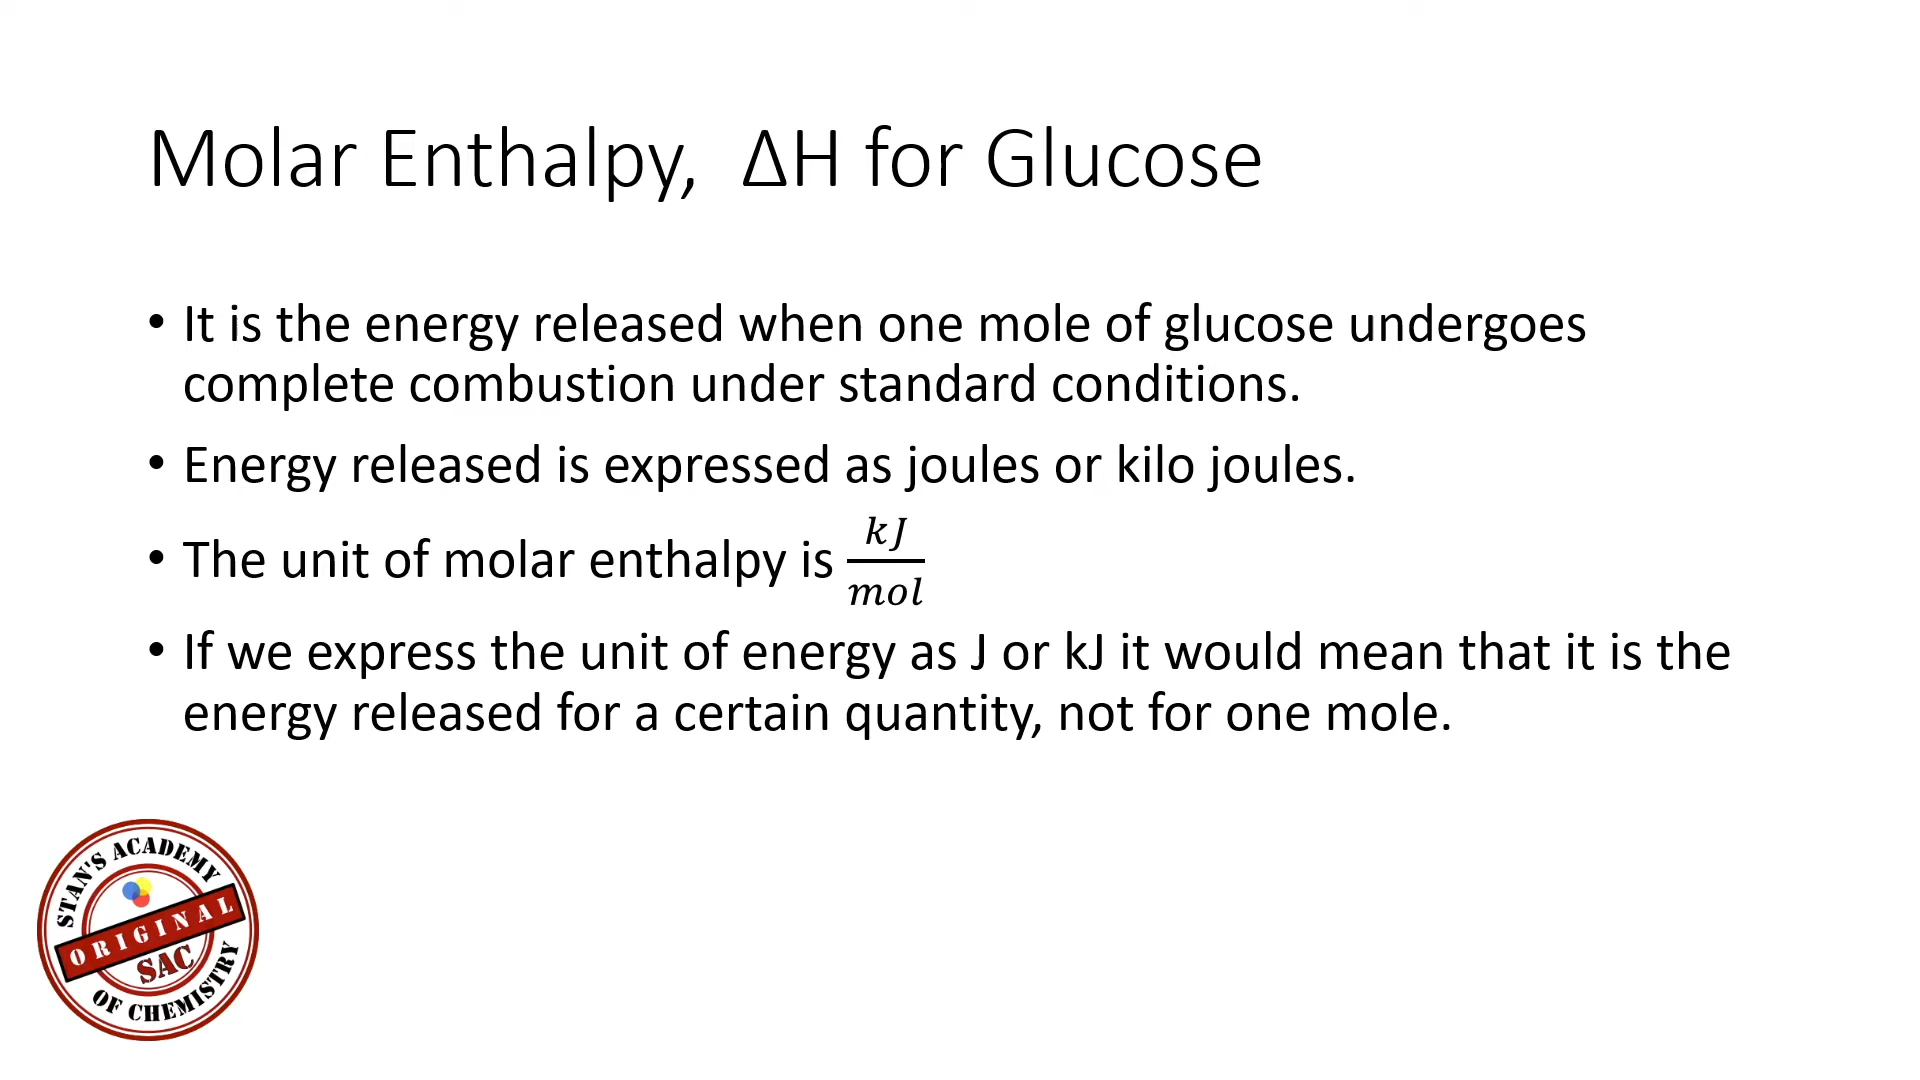 Molar Enthalpy, ΔH for Glucose
• It is the energy released when one mole of glucose undergoes
complete combustion under standard conditions.
• Energy released is expressed as joules or kilo joules.
• The unit of molar enthalpy is kJ/mol
• If we express the unit of energy as J or kJ it would mean that it is the
energy released for a certain quantity, not for one mole.
STAN'S ACADEMY
ORIGINAL
SAC
OF CHEMISTRY